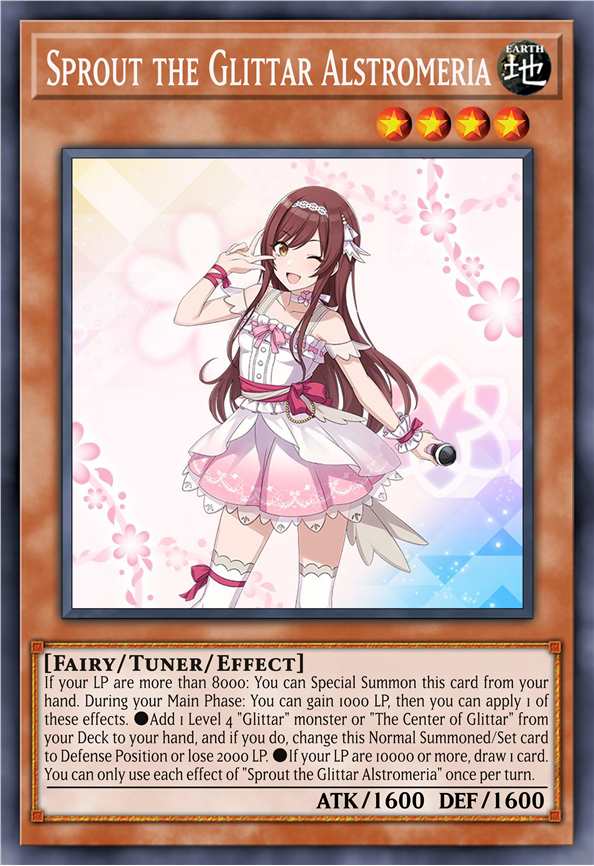 Sprout the Glittar Alstromeria
EARTH
地
[Fairy/Tuner/Effect]
If your LP are more than 8000: You can Special Summon this card from your
hand. During your Main Phase: You can gain 1000 LP, then you can apply 1 of
these effects. ●Add 1 Level 4 "Glittar" monster or "The Center of Glittar" from
your Deck to your hand, and if you do, change this Normal Summoned/Set card
to Defense Position or lose 2000 LP. ●If your LP are 10000 or more, draw 1 card.
You can only use each effect of "Sprout the Glittar Alstromeria" once per turn.
ATK/1600 DEF/1600